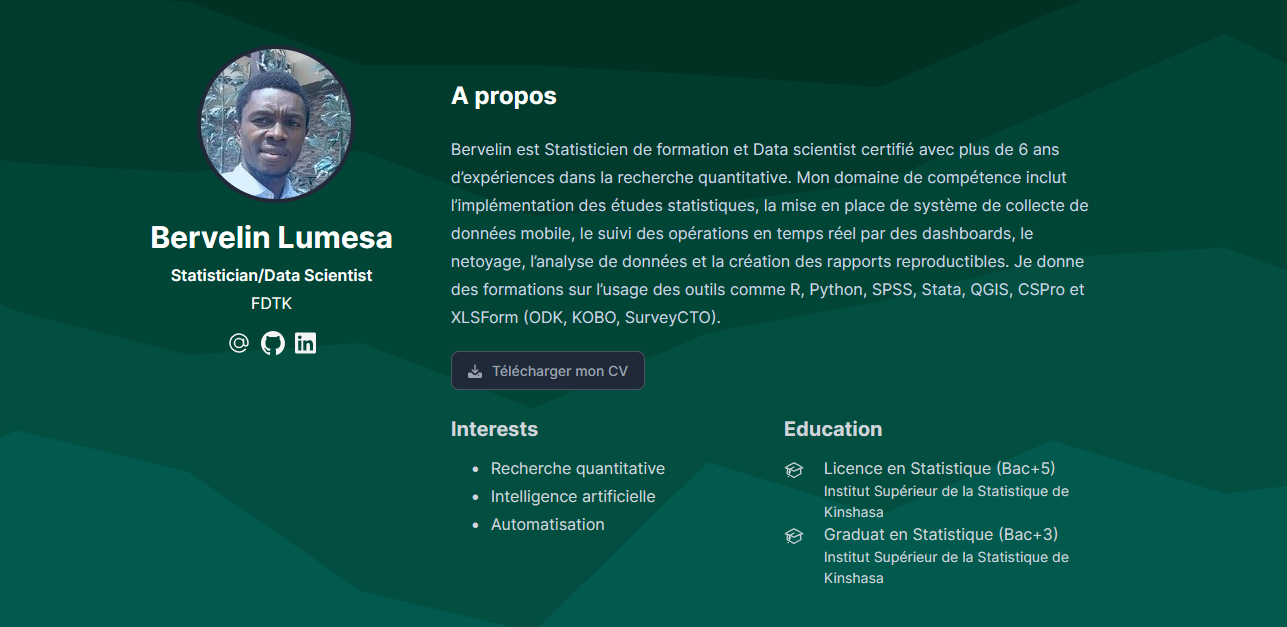 Bervelin Lumesa
Statistician/Data Scientist
FDTK
A propos
Bervelin est Statisticien de formation et Data scientist certifié avec plus de 6 ans
d’expériences dans la recherche quantitative. Mon domaine de compétence inclut
l’implémentation des études statistiques, la mise en place de système de collecte de
données mobile, le suivi des opérations en temps réel par des dashboards, le
netoyage, l’analyse de données et la création des rapports reproductibles. Je donne
des formations sur l’usage des outils comme R, Python, SPSS, Stata, QGIS, CSPro et
XLSForm (ODK, KOBO, SurveyCTO).
Télécharger mon CV
Interests
• Recherche quantitative
• Intelligence artificielle
• Automatisation
Education
Licence en Statistique (Bac+5)
Institut Supérieur de la Statistique de
Kinshasa
Graduat en Statistique (Bac+3)
Institut Supérieur de la Statistique de
Kinshasa